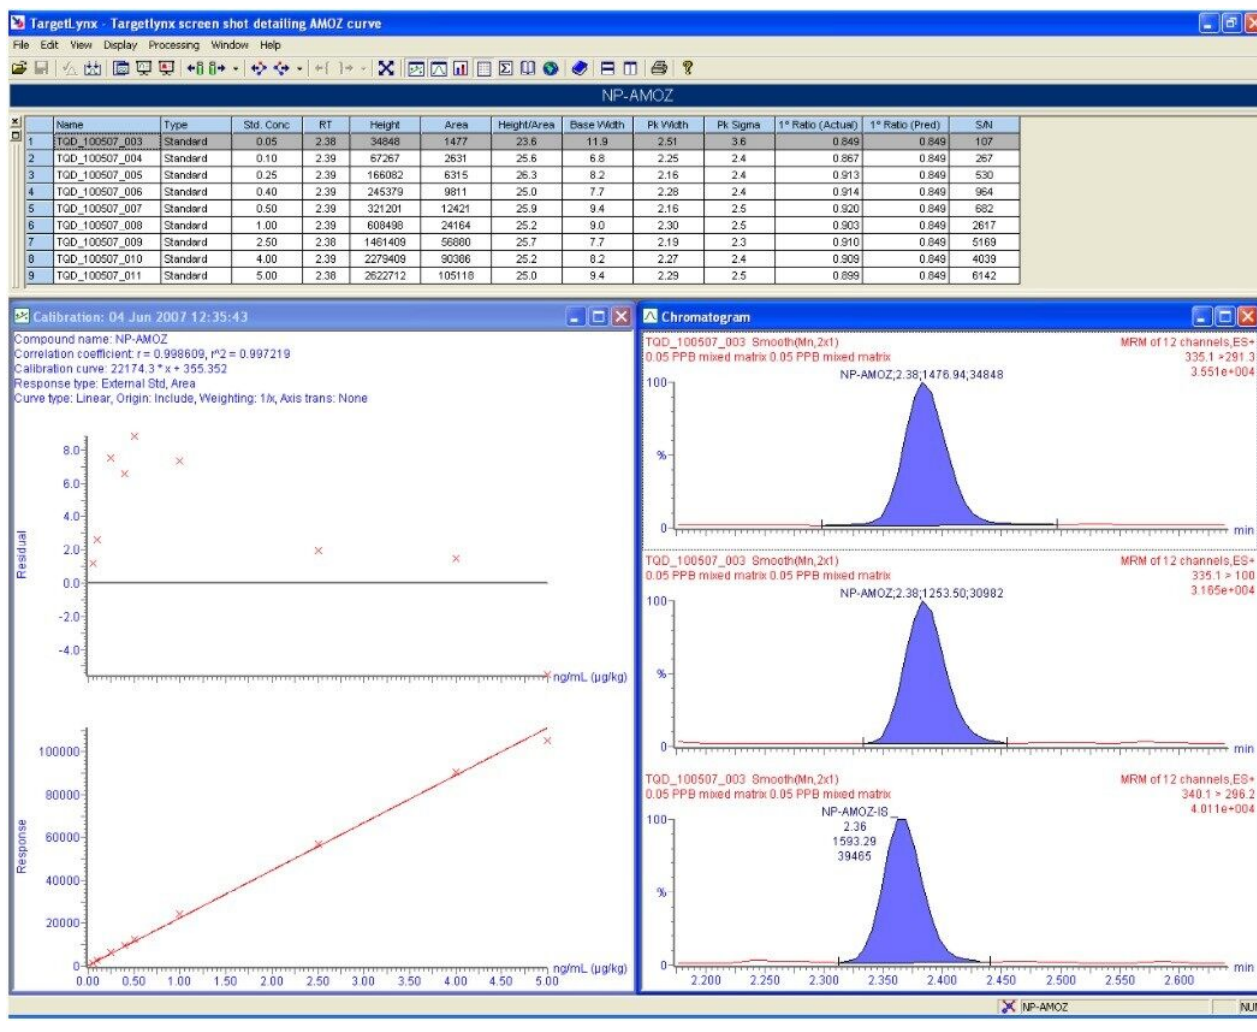 TargetLynx - Targetlynx screen shot detailing AMOZ curve
File Edit View Display Processing Window Help
NP-AMOZ
Name Type Std. Conc RT Height Area Height/Area Base Width Pk Width Pk Sigma 1° Ratio (Actual) 1° Ratio (Pred) S/N
1 TQD_100507_003 Standard 0.05 2.38 34848 1477 23.6 11.9 2.51 3.6 0.849 0.849 107
2 TQD_100507_004 Standard 0.10 2.39 67267 2631 25.6 6.8 2.25 2.4 0.867 0.849 267
3 TQD_100507_005 Standard 0.25 2.39 166082 6315 26.3 8.2 2.16 2.4 0.913 0.849 530
4 TQD_100507_006 Standard 0.40 2.39 245379 9811 25.0 7.7 2.28 2.4 0.914 0.849 964
5 TQD_100507_007 Standard 0.50 2.39 321201 12421 25.9 9.4 2.16 2.5 0.920 0.849 682
6 TQD_100507_008 Standard 1.00 2.39 608498 24164 25.2 9.0 2.30 2.5 0.903 0.849 2617
7 TQD_100507_009 Standard 2.50 2.38 1461409 56880 25.7 7.7 2.19 2.3 0.910 0.849 5169
8 TQD_100507_010 Standard 4.00 2.39 2279409 90386 25.2 8.2 2.27 2.4 0.909 0.849 4039
9 TQD_100507_011 Standard 5.00 2.38 2622712 105118 25.0 9.4 2.29 2.5 0.899 0.849 6142
Calibration: 04 Jun 2007 12:35:43
Compound name: NP-AMOZ
Correlation coefficient: r = 0.998609, r^2 = 0.997219
Calibration curve: 22174.3 * x + 355.352
Response type: External Std, Area
Curve type: Linear, Origin: Include, Weighting: 1/x, Axis trans: None
8.0
6.0
4.0
2.0
0.0
-2.0
-4.0
Residual
ng/mL (µg/kg)
100000
80000
60000
40000
20000
0
Response
ng/mL (µg/kg)
0.00 0.50 1.00 1.50 2.00 2.50 3.00 3.50 4.00 4.50 5.00
Chromatogram
TQD_100507_003 Smooth(Mn,2x1) MRM of 12 channels,ES+
0.05 PPB mixed matrix 0.05 PPB mixed matrix 335.1 > 291.3
3.551e+004
NP-AMOZ;2.38;1476.94;34848
100
%
0
min
TQD_100507_003 Smooth(Mn,2x1) MRM of 12 channels,ES+
0.05 PPB mixed matrix 0.05 PPB mixed matrix 335.1 > 100
3.165e+004
NP-AMOZ;2.38;1253.50;30982
100
%
0
min
TQD_100507_003 Smooth(Mn,2x1) MRM of 12 channels,ES+
0.05 PPB mixed matrix 0.05 PPB mixed matrix 340.1 > 296.2
4.011e+004
NP-AMOZ-IS
2.36
1593.29
39465
100
%
0
min
2.200 2.250 2.300 2.350 2.400 2.450 2.500 2.550 2.600
NP-AMOZ
NU